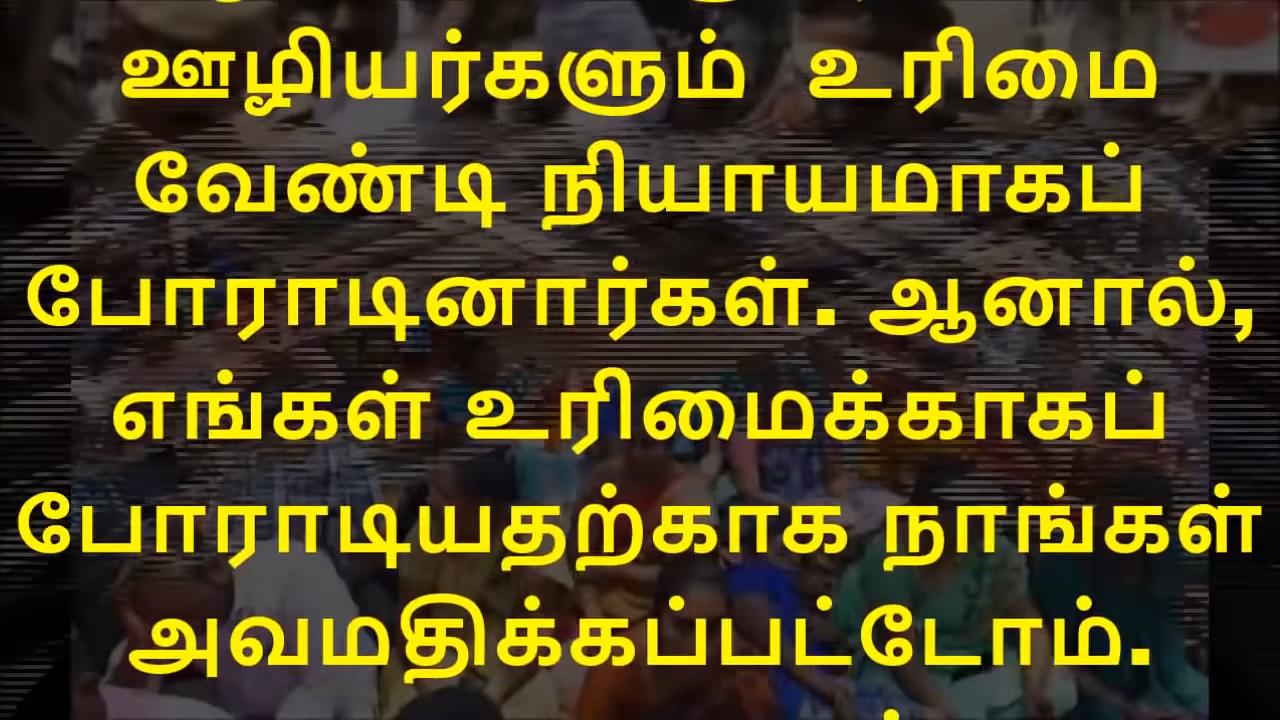 ஊழியர்களும் உரிமை
வேண்டி நியாயமாகப்
போராடினார்கள். ஆனால்,
எங்கள் உரிமைக்காகப்
போராடியதற்காக நாங்கள்
அவமதிக்கப்பட்டோம்.